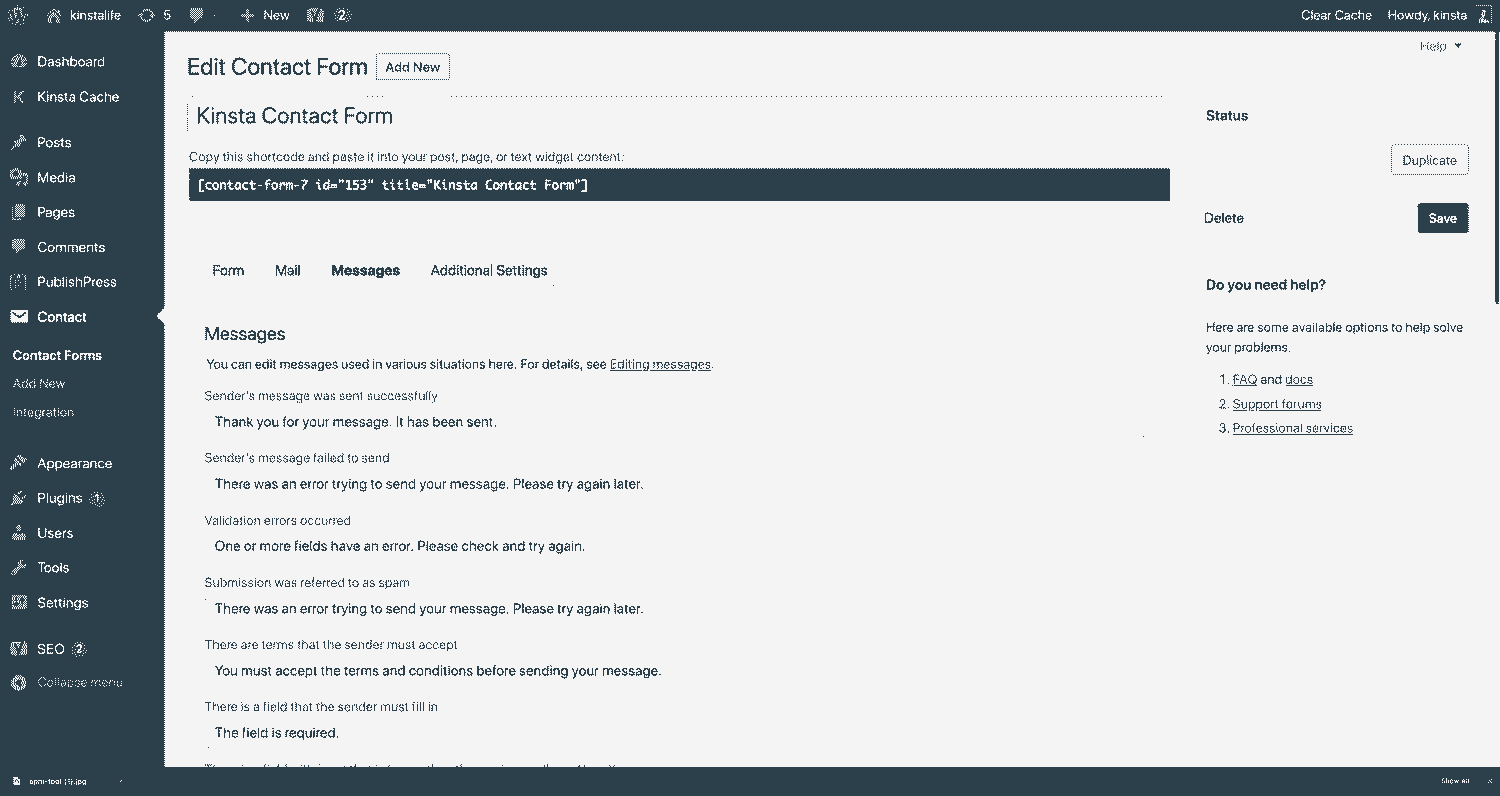 kinstalife 5 New 2 Clear Cache Howdy, kinsta
Help
Dashboard
Kinsta Cache
Posts
Media
Pages
Comments
PublishPress
Contact
Contact Forms
Add New
Integration
Appearance
Plugins 1
Users
Tools
Settings
SEO 2
Collapse menu
Edit Contact Form Add New
Kinsta Contact Form
Copy this shortcode and paste it into your post, page, or text widget content:
[contact-form-7 id="153" title="Kinsta Contact Form"]
Form Mail Messages Additional Settings
Messages
You can edit messages used in various situations here. For details, see Editing messages.
Sender's message was sent successfully
Thank you for your message. It has been sent.
Sender's message failed to send
There was an error trying to send your message. Please try again later.
Validation errors occurred
One or more fields have an error. Please check and try again.
Submission was referred to as spam
There was an error trying to send your message. Please try again later.
There are terms that the sender must accept
You must accept the terms and conditions before sending your message.
There is a field that the sender must fill in
The field is required.
Status
Duplicate
Delete Save
Do you need help?
Here are some available options to help solve
your problems.
1. FAQ and docs
2. Support forums
3. Professional services
Show All